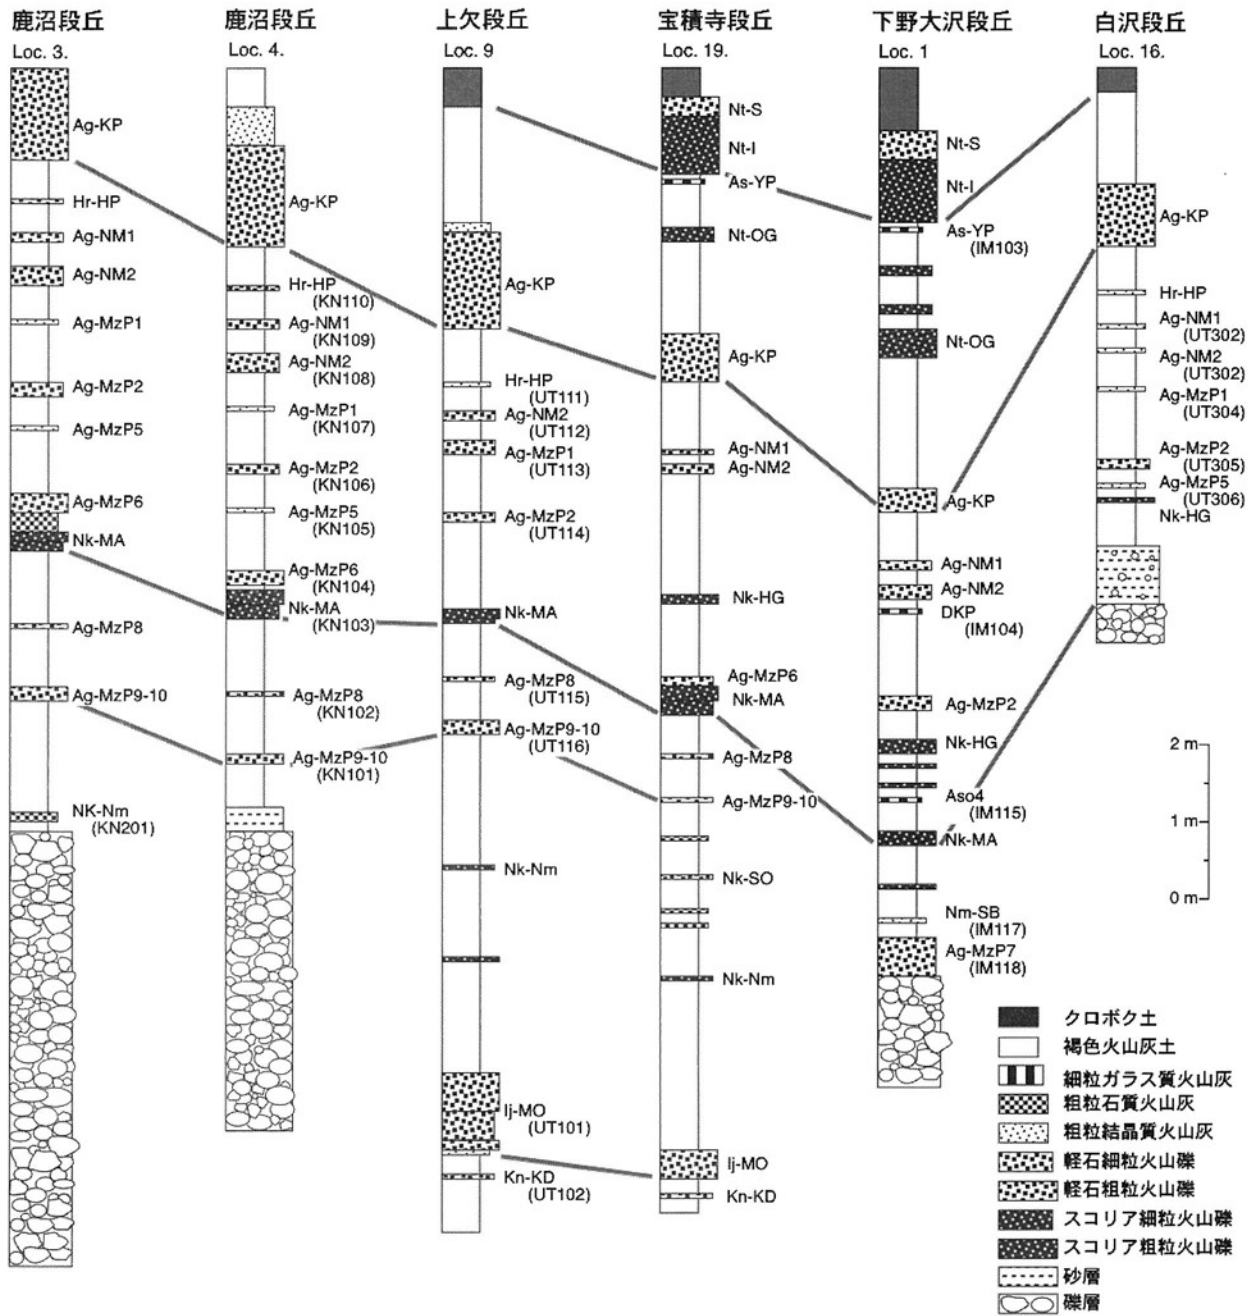 鹿沼段丘
Loc. 3.
Ag-KP
Hr-HP
Ag-NM1
Ag-NM2
Ag-MzP1
Ag-MzP2
Ag-MzP5
Ag-MzP6
Nk-MA
Ag-MzP8
Ag-MzP9-10
NK-Nm
(KN201)
鹿沼段丘
Loc. 4.
Ag-KP
Hr-HP
(KN110)
Ag-NM1
(KN109)
Ag-NM2
(KN108)
Ag-MzP1
(KN107)
Ag-MzP2
(KN106)
Ag-MzP5
(KN105)
Ag-MzP6
(KN104)
Nk-MA
(KN103)
Ag-MzP8
(KN102)
Ag-MzP9-10
(KN101)
上欠段丘
Loc. 9
Ag-KP
Hr-HP
(UT111)
Ag-NM2
(UT112)
Ag-MzP1
(UT113)
Ag-MzP2
(UT114)
Nk-MA
Ag-MzP8
(UT115)
Ag-MzP9-10
(UT116)
Nk-Nm
Ij-MO
(UT101)
Kn-KD
(UT102)
宝積寺段丘
Loc. 19.
Nt-S
Nt-I
As-YP
Nt-OG
Ag-KP
Ag-NM1
Ag-NM2
Nk-HG
Ag-MzP6
Nk-MA
Ag-MzP8
Ag-MzP9-10
Nk-SO
Nk-Nm
Ij-MO
Kn-KD
下野大沢段丘
Loc. 1
Nt-S
Nt-I
As-YP
(IM103)
Nt-OG
Ag-KP
Ag-NM1
Ag-NM2
DKP
(IM104)
Ag-MzP2
Nk-HG
Aso4
(IM115)
Nk-MA
Nm-SB
(IM117)
Ag-MzP7
(IM118)
白沢段丘
Loc. 16.
Ag-KP
Hr-HP
Ag-NM1
(UT302)
Ag-NM2
(UT302)
Ag-MzP1
(UT304)
Ag-MzP2
(UT305)
Ag-MzP5
(UT306)
Nk-HG
2 m
1 m
0 m
クロボク土
褐色火山灰土
細粒ガラス質火山灰
粗粒石質火山灰
粗粒結晶質火山灰
軽石細粒火山礫
軽石粗粒火山礫
スコリア細粒火山礫
スコリア粗粒火山礫
砂層
礫層